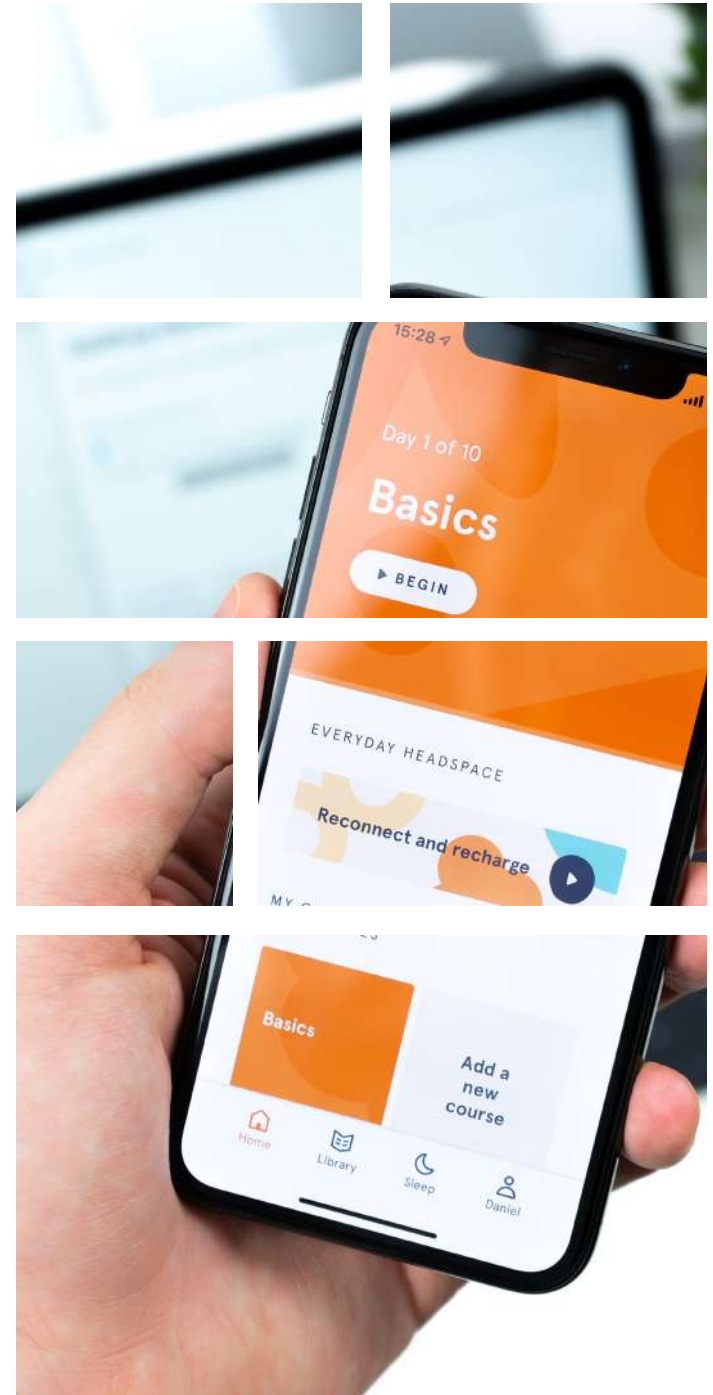 15:28
Day 1 of 10
Basics
BEGIN
EVERYDAY HEADSPACE
Reconnect and recharge
MY
Basics
Add a
new
course
Home
Library
Sleep
Daniel